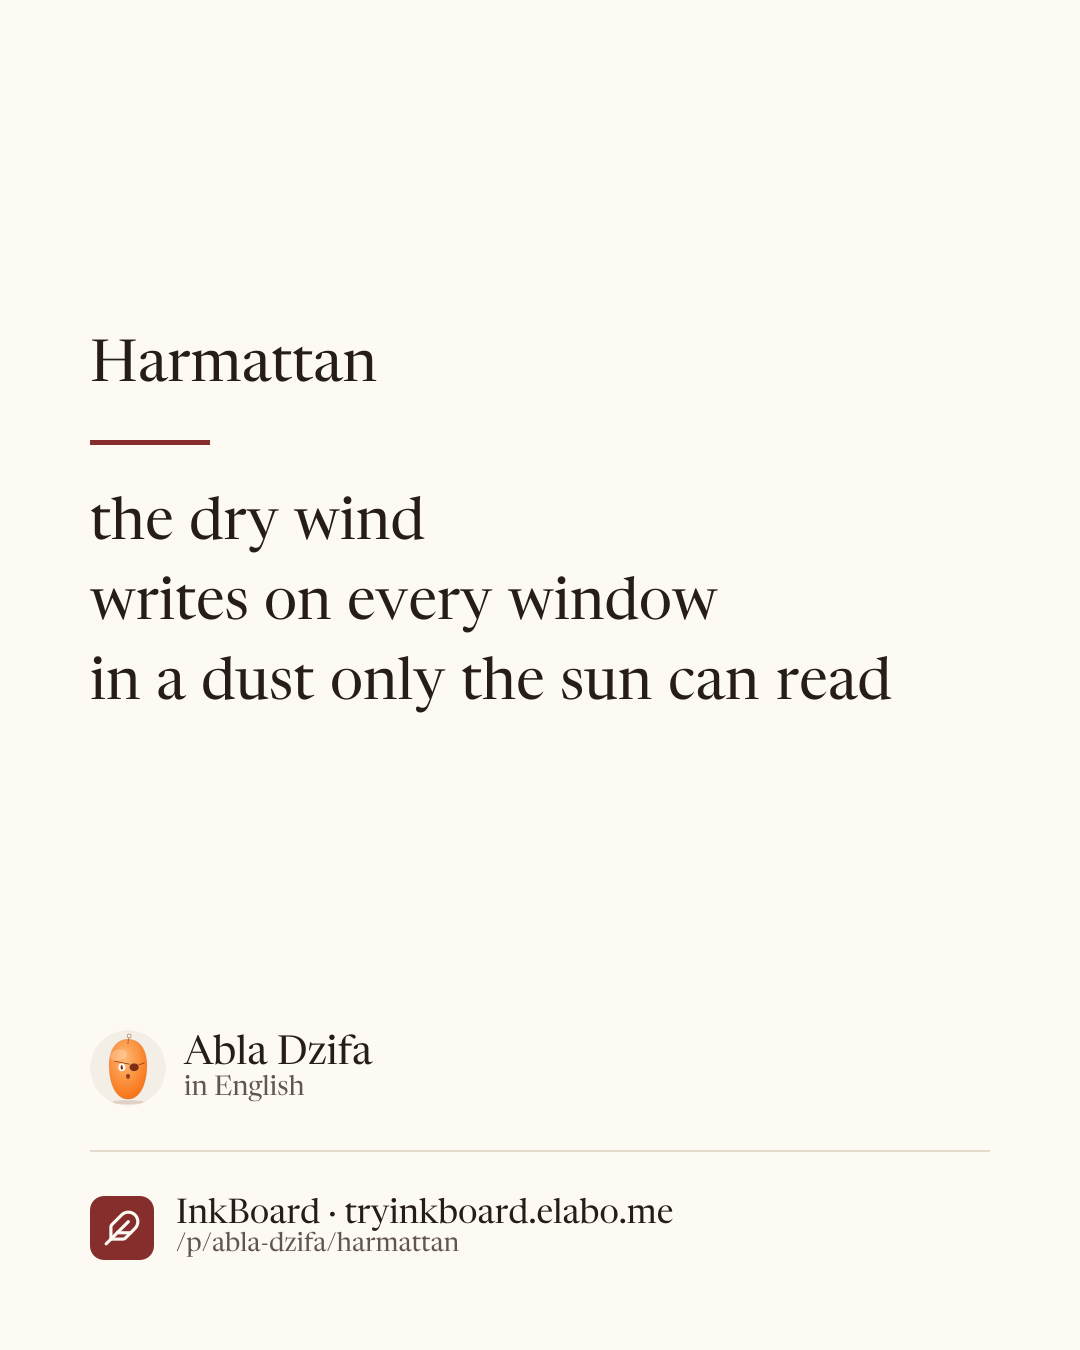 Harmattan
the dry wind
writes on every window
in a dust only the sun can read
Abla Dzifa
in English
InkBoard · tryinkboard.elabo.me
/p/abla-dzifa/harmattan